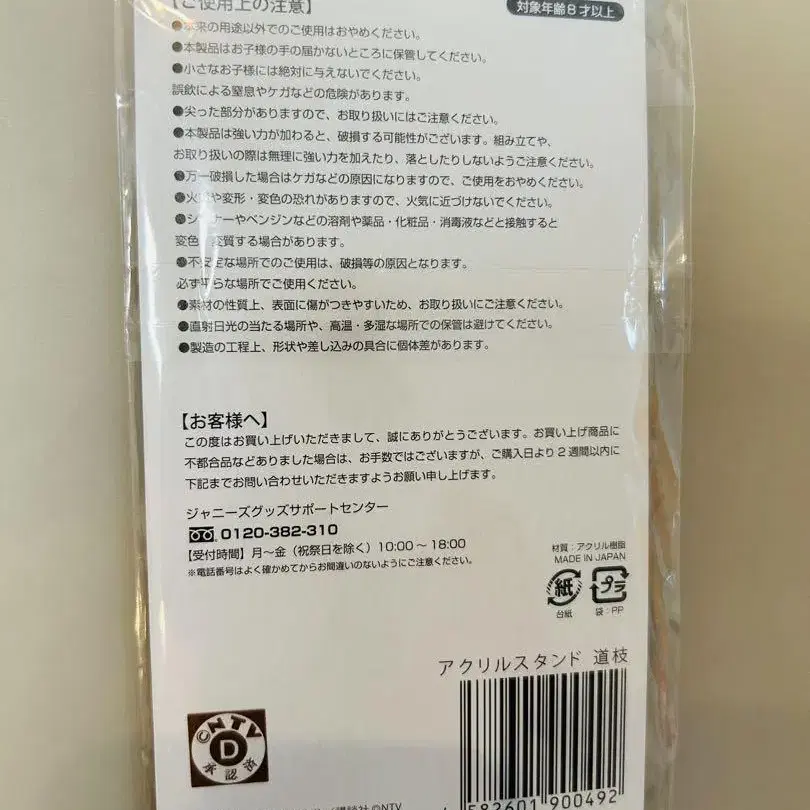 【ご使用上の注意】
対象年齢8才以上
●本来の用途以外でのご使用はおやめください。
●本製品はお子様の手の届かないところに保管してください。
●小さなお子様には絶対に与えないでください。
誤飲による窒息やケガなどの危険があります。
●尖った部分がありますので、お取り扱いにはご注意ください。
●本製品は強い力が加わると、破損する可能性がございます。組み立てや、
お取り扱いの際は無理に強い力を加えたり、落としたりしないようご注意ください。
●万一破損した場合はケガなどの原因になりますので、ご使用をおやめください。
●火災や変形・変色の恐れがありますので、火気に近づけないでください。
●シンナーやベンジンなどの溶剤や薬品・化粧品・消毒液などと接触すると
変色、変質する場合があります。
●不安定な場所でのご使用は、破損等の原因となります。
必ず平らな場所でご使用ください。
●素材の性質上、表面に傷がつきやすいため、お取り扱いにご注意ください。
●直射日光の当たる場所や、高温・多湿な場所での保管は避けてください。
●製造の工程上、形状や差し込みの具合に個体差があります。
【お客様へ】
この度はお買い上げいただきまして、誠にありがとうございます。お買い上げ商品に
不都合品などありました場合は、お手数ではございますが、ご購入日より2週間以内に
下記までお問い合わせいただきますようお願い申し上げます。
ジャニーズグッズサポートセンター
0120-382-310
【受付時間】月〜金（祝祭日を除く）10:00〜18:00
※電話番号はよく確かめてからお間違いのないようにご注意ください。
材質：アクリル樹脂
MADE IN JAPAN
紙 プラ
台紙 袋：PP
アクリルスタンド 道枝
©NTV
D
承認済
講談社 ©NTV
582601 900492